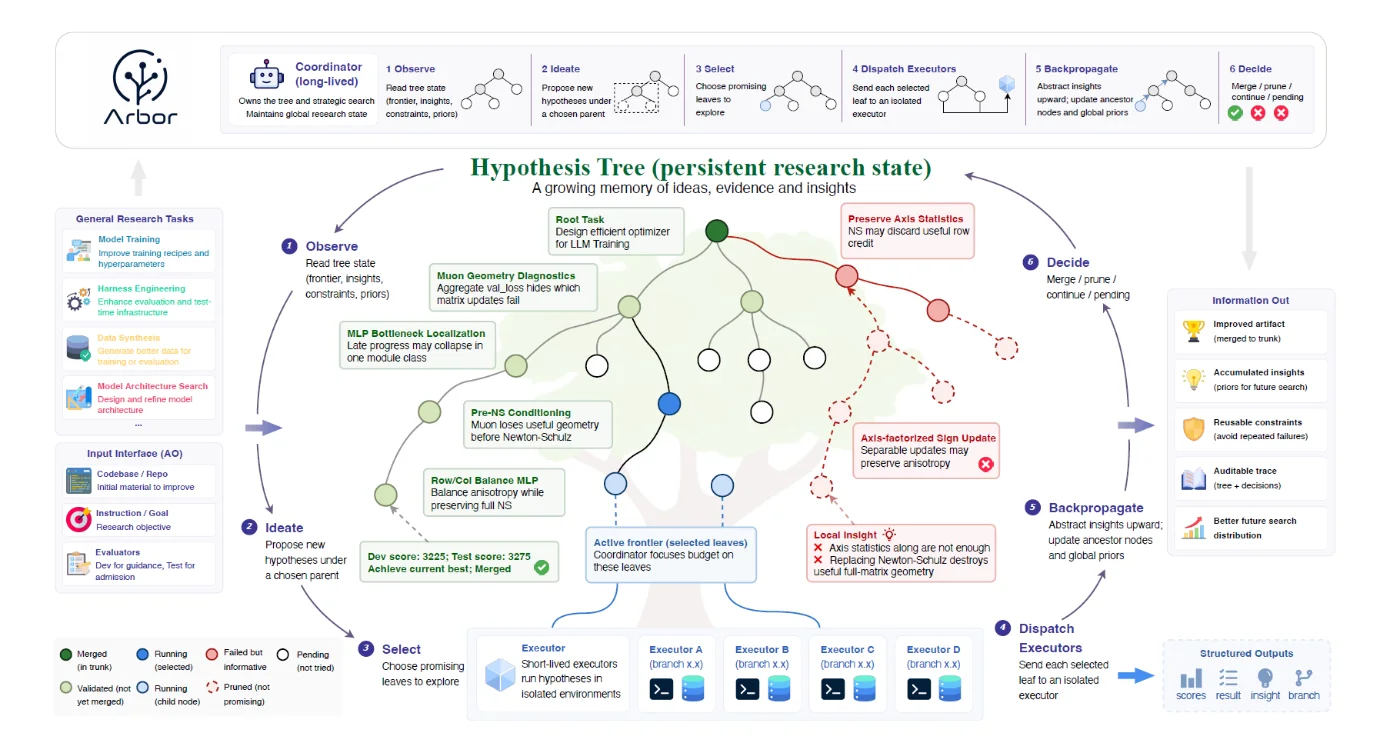 Arbor
Coordinator
(long-lived)
Owns the tree and strategic search
Maintains global research state
1 Observe
Read tree state
(frontier, insights,
constraints, priors)
2 Ideate
Propose new
hypotheses under
a chosen parent
3 Select
Choose promising
leaves to
explore
4 Dispatch Executors
Send each selected
leaf to an isolated
executor
5 Backpropagate
Abstract insights
upward; update ancestor
nodes and global priors
6 Decide
Merge / prune /
continue / pending
Hypothesis Tree (persistent research state)
A growing memory of ideas, evidence and insights
General Research Tasks
Model Training
Improve training recipes and
hyperparameters
Harness Engineering
Enhance evaluation and test-
time infrastructure
Data Synthesis
Generate better data for
training or evaluation
Model Architecture Search
Design and refine model
architecture
...
Input Interface (AO)
Codebase / Repo
Initial material to improve
Instruction / Goal
Research objective
Evaluators
Dev for guidance, Test for
admission
1 Observe
Read tree state
(frontier, insights,
constraints, priors)
2 Ideate
Propose new
hypotheses under
a chosen parent
3 Select
Choose promising
leaves to explore
Root Task
Design efficient optimizer
for LLM Training
Muon Geometry Diagnostics
Aggregate val_loss hides which
matrix updates fail
MLP Bottleneck Localization
Late progress may collapse in
one module class
Pre-NS Conditioning
Muon loses useful geometry
before Newton-Schulz
Row/Col Balance MLP
Balance anisotropy while
preserving full NS
Dev score: 3225; Test score: 3275
Achieve current best; Merged
Active frontier (selected leaves)
Coordinator focuses budget on
these leaves
Preserve Axis Statistics
NS may discard useful row
credit
Axis-factorized Sign Update
Separable updates may
preserve anisotropy
Local Insight
Axis statistics along are not enough
Replacing Newton-Schulz destroys
useful full-matrix geometry
6 Decide
Merge / prune /
continue / pending
5 Backpropagate
Abstract insights upward;
update ancestor nodes
and global priors
4 Dispatch
Executors
Send each selected
leaf to an isolated
executor
Information Out
Improved artifact
(merged to trunk)
Accumulated insights
(priors for future search)
Reusable constraints
(avoid repeated failures)
Auditable trace
(tree + decisions)
Better future search
distribution
Merged
(in trunk)
Running
(selected)
Failed but
informative
Pending
(not tried)
Validated (not
yet merged)
Running
(child node)
Pruned (not
promising)
Executor
Short-lived executors
run hypotheses in
isolated environments
Executor A
(branch x.x)
Executor B
(branch x.x)
Executor C
(branch x.x)
Executor D
(branch x.x)
Structured Outputs
scores result insight branch